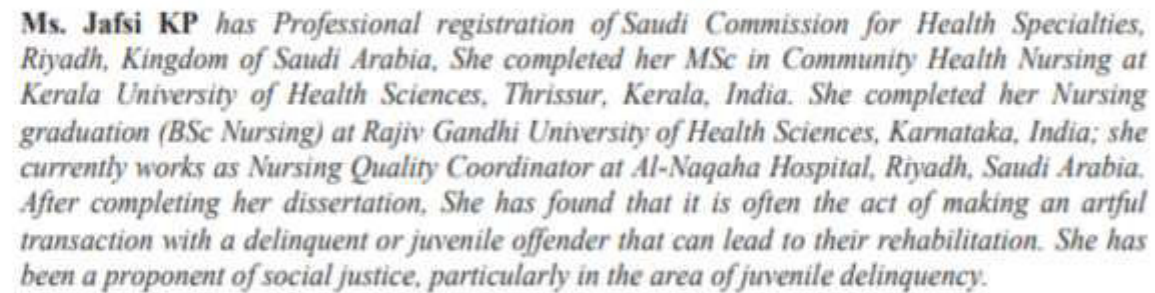 Ms. Jafsi KP has Professional registration of Saudi Commission for Health Specialties,
Riyadh, Kingdom of Saudi Arabia, She completed her MSc in Community Health Nursing at
Kerala University of Health Sciences, Thrissur, Kerala, India. She completed her Nursing
graduation (BSc Nursing) at Rajiv Gandhi University of Health Sciences, Karnataka, India; she
currently works as Nursing Quality Coordinator at Al-Naqaha Hospital, Riyadh, Saudi Arabia.
After completing her dissertation, She has found that it is often the act of making an artful
transaction with a delinquent or juvenile offender that can lead to their rehabilitation. She has
been a proponent of social justice, particularly in the area of juvenile delinquency.